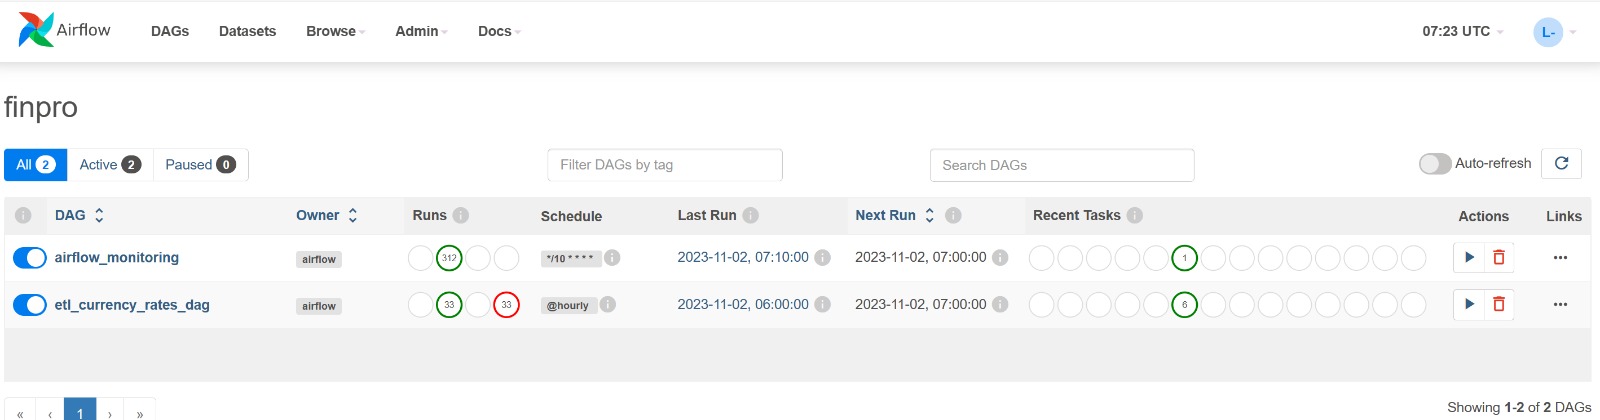 Airflow DAGs Datasets Browse Admin Docs 07:23 UTC L-
finpro
All 2 Active 2 Paused 0 Filter DAGs by tag Search DAGs Auto-refresh
i DAG Owner Runs i Schedule Last Run i Next Run i Recent Tasks i Actions Links
airflow_monitoring airflow 312 */10 * * * * i 2023-11-02, 07:10:00 i 2023-11-02, 07:00:00 i 1 ...
etl_currency_rates_dag airflow 33 33 @hourly i 2023-11-02, 06:00:00 i 2023-11-02, 07:00:00 i 6 ...
« ‹ 1 › » Showing 1-2 of 2 DAGs